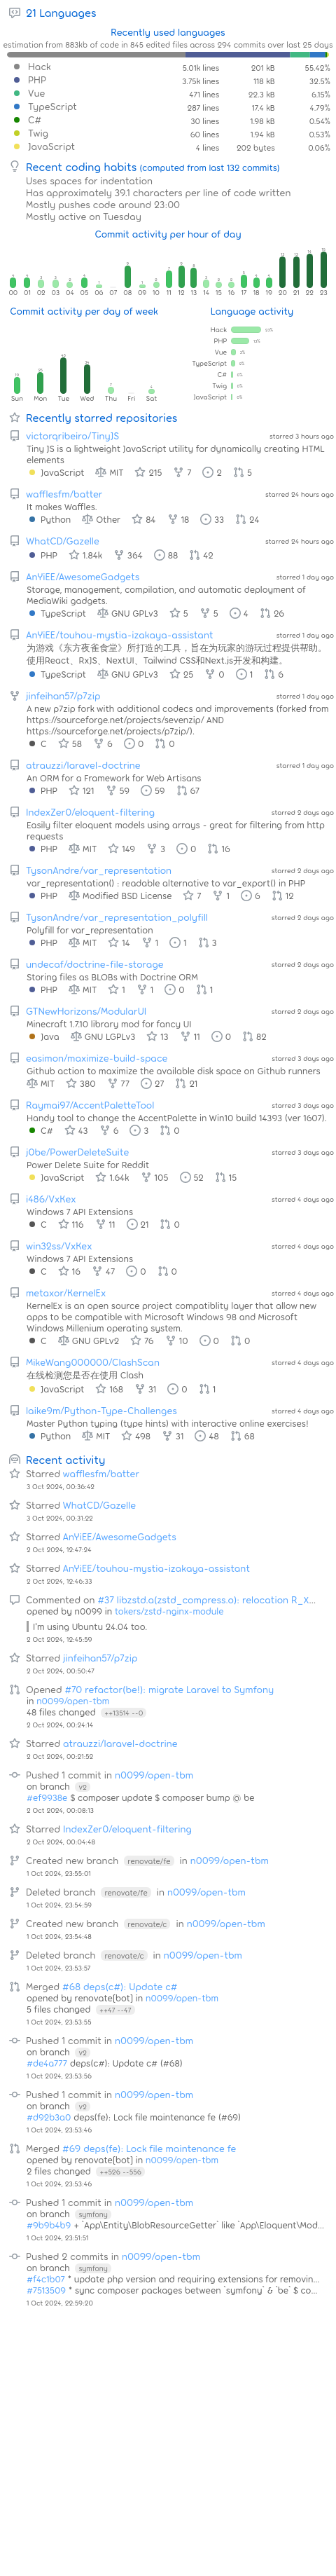 21 Languages
Recently used languages
estimation from 883kb of code in 845 edited files across 294 commits over last 25 days
Hack 5.01k lines 201 kB 55.42%
PHP 3.75k lines 118 kB 32.5%
Vue 471 lines 22.3 kB 6.15%
TypeScript 287 lines 17.4 kB 4.79%
C# 30 lines 1.98 kB 0.54%
Twig 60 lines 1.94 kB 0.53%
JavaScript 4 lines 202 bytes 0.06%
Recent coding habits (computed from last 132 commits)
Uses spaces for indentation
Has approximately 39.1 characters per line of code written
Mostly pushes code around 23:00
Mostly active on Tuesday
Commit activity per hour of day
00 01 02 03 04 05 06 07 08 09 10 11 12 13 14 15 16 17 18 19 20 21 22 23
Commit activity per day of week
Sun Mon Tue Wed Thu Fri Sat
Language activity
Hack
PHP
Vue
TypeScript
C#
Twig
JavaScript
Recently starred repositories
victorqribeiro/TinyJS starred 3 hours ago
Tiny JS is a lightweight JavaScript utility for dynamically creating HTML
elements
JavaScript MIT 215 7 2 5
wafflesfm/batter starred 24 hours ago
It makes Waffles.
Python Other 84 18 33 24
WhatCD/Gazelle starred 24 hours ago
PHP 1.84k 364 88 42
AnYiEE/AwesomeGadgets starred 1 day ago
Storage, management, compilation, and automatic deployment of
MediaWiki gadgets.
TypeScript GNU GPLv3 5 5 4 26
AnYiEE/touhou-mystia-izakaya-assistant starred 1 day ago
为游戏《东方夜雀食堂》所打造的工具，旨在为玩家的游玩过程提供帮助。
使用React、RxJS、NextUI、Tailwind CSS和Next.js开发和构建。
TypeScript GNU GPLv3 25 0 1 6
jinfeihan57/p7zip starred 1 day ago
A new p7zip fork with additional codecs and improvements (forked from
https://sourceforge.net/projects/sevenzip/ AND
https://sourceforge.net/projects/p7zip/).
C 58 6 0 0
atrauzzi/laravel-doctrine starred 1 day ago
An ORM for a Framework for Web Artisans
PHP 121 59 59 67
IndexZer0/eloquent-filtering starred 2 days ago
Easily filter eloquent models using arrays - great for filtering from http
requests
PHP MIT 149 3 0 16
TysonAndre/var_representation starred 2 days ago
var_representation() : readable alternative to var_export() in PHP
PHP Modified BSD License 7 1 6 12
TysonAndre/var_representation_polyfill starred 2 days ago
Polyfill for var_representation
PHP MIT 14 1 1 3
undecaf/doctrine-file-storage starred 2 days ago
Storing files as BLOBs with Doctrine ORM
PHP MIT 1 1 0 1
GTNewHorizons/ModularUI starred 2 days ago
Minecraft 1.7.10 library mod for fancy UI
Java GNU LGPLv3 13 11 0 82
easimon/maximize-build-space starred 3 days ago
Github action to maximize the available disk space on Github runners
MIT 380 77 27 21
Raymai97/AccentPaletteTool starred 3 days ago
Handy tool to change the AccentPalette in Win10 build 14393 (ver 1607).
C# 43 6 3 0
j0be/PowerDeleteSuite starred 3 days ago
Power Delete Suite for Reddit
JavaScript 1.64k 105 52 15
i486/VxKex starred 4 days ago
Windows 7 API Extensions
C 116 11 21 0
win32ss/VxKex starred 4 days ago
Windows 7 API Extensions
C 16 47 0 0
metaxor/KernelEx starred 4 days ago
KernelEx is an open source project compatibliity layer that allow new
apps to be compatible with Microsoft Windows 98 and Microsoft
Windows Millenium operating system.
C GNU GPLv2 76 10 0 0
MikeWang000000/ClashScan starred 4 days ago
在线检测您是否在使用 Clash
JavaScript 168 31 0 1
laike9m/Python-Type-Challenges starred 4 days ago
Master Python typing (type hints) with interactive online exercises!
Python MIT 498 31 48 68
Recent activity
Starred wafflesfm/batter
3 Oct 2024, 00:36:42
Starred WhatCD/Gazelle
3 Oct 2024, 00:31:22
Starred AnYiEE/AwesomeGadgets
2 Oct 2024, 12:47:24
Starred AnYiEE/touhou-mystia-izakaya-assistant
2 Oct 2024, 12:46:33
Commented on #37 libzstd.a(zstd_compress.o): relocation R_X...
opened by n0099 in tokers/zstd-nginx-module
I'm using Ubuntu 24.04 too.
2 Oct 2024, 12:45:59
Starred jinfeihan57/p7zip
2 Oct 2024, 00:50:47
Opened #70 refactor(be!): migrate Laravel to Symfony
in n0099/open-tbm
48 files changed ++13514 --0
2 Oct 2024, 00:24:14
Starred atrauzzi/laravel-doctrine
2 Oct 2024, 00:21:52
Pushed 1 commit in n0099/open-tbm
on branch v2
#ef9938e $ composer update $ composer bump @ be
2 Oct 2024, 00:08:13
Starred IndexZer0/eloquent-filtering
2 Oct 2024, 00:04:48
Created new branch renovate/fe in n0099/open-tbm
1 Oct 2024, 23:55:01
Deleted branch renovate/fe in n0099/open-tbm
1 Oct 2024, 23:54:59
Created new branch renovate/c in n0099/open-tbm
1 Oct 2024, 23:54:48
Deleted branch renovate/c in n0099/open-tbm
1 Oct 2024, 23:53:57
Merged #68 deps(c#): Update c#
opened by renovate[bot] in n0099/open-tbm
5 files changed ++47 --47
1 Oct 2024, 23:53:55
Pushed 1 commit in n0099/open-tbm
on branch v2
#de4a777 deps(c#): Update c# (#68)
1 Oct 2024, 23:53:56
Pushed 1 commit in n0099/open-tbm
on branch v2
#d92b3a0 deps(fe): Lock file maintenance fe (#69)
1 Oct 2024, 23:53:46
Merged #69 deps(fe): Lock file maintenance fe
opened by renovate[bot] in n0099/open-tbm
2 files changed ++526 --556
1 Oct 2024, 23:53:46
Pushed 1 commit in n0099/open-tbm
on branch symfony
#9b9b4b9 + `App\Entity\BlobResourceGetter` like `App\Eloquent\Mod...
1 Oct 2024, 23:51:51
Pushed 2 commits in n0099/open-tbm
on branch symfony
#f4c1b07 * update php version and requiring extensions for removin...
#7513509 * sync composer packages between `symfony` & `be` $ co...
1 Oct 2024, 22:59:20